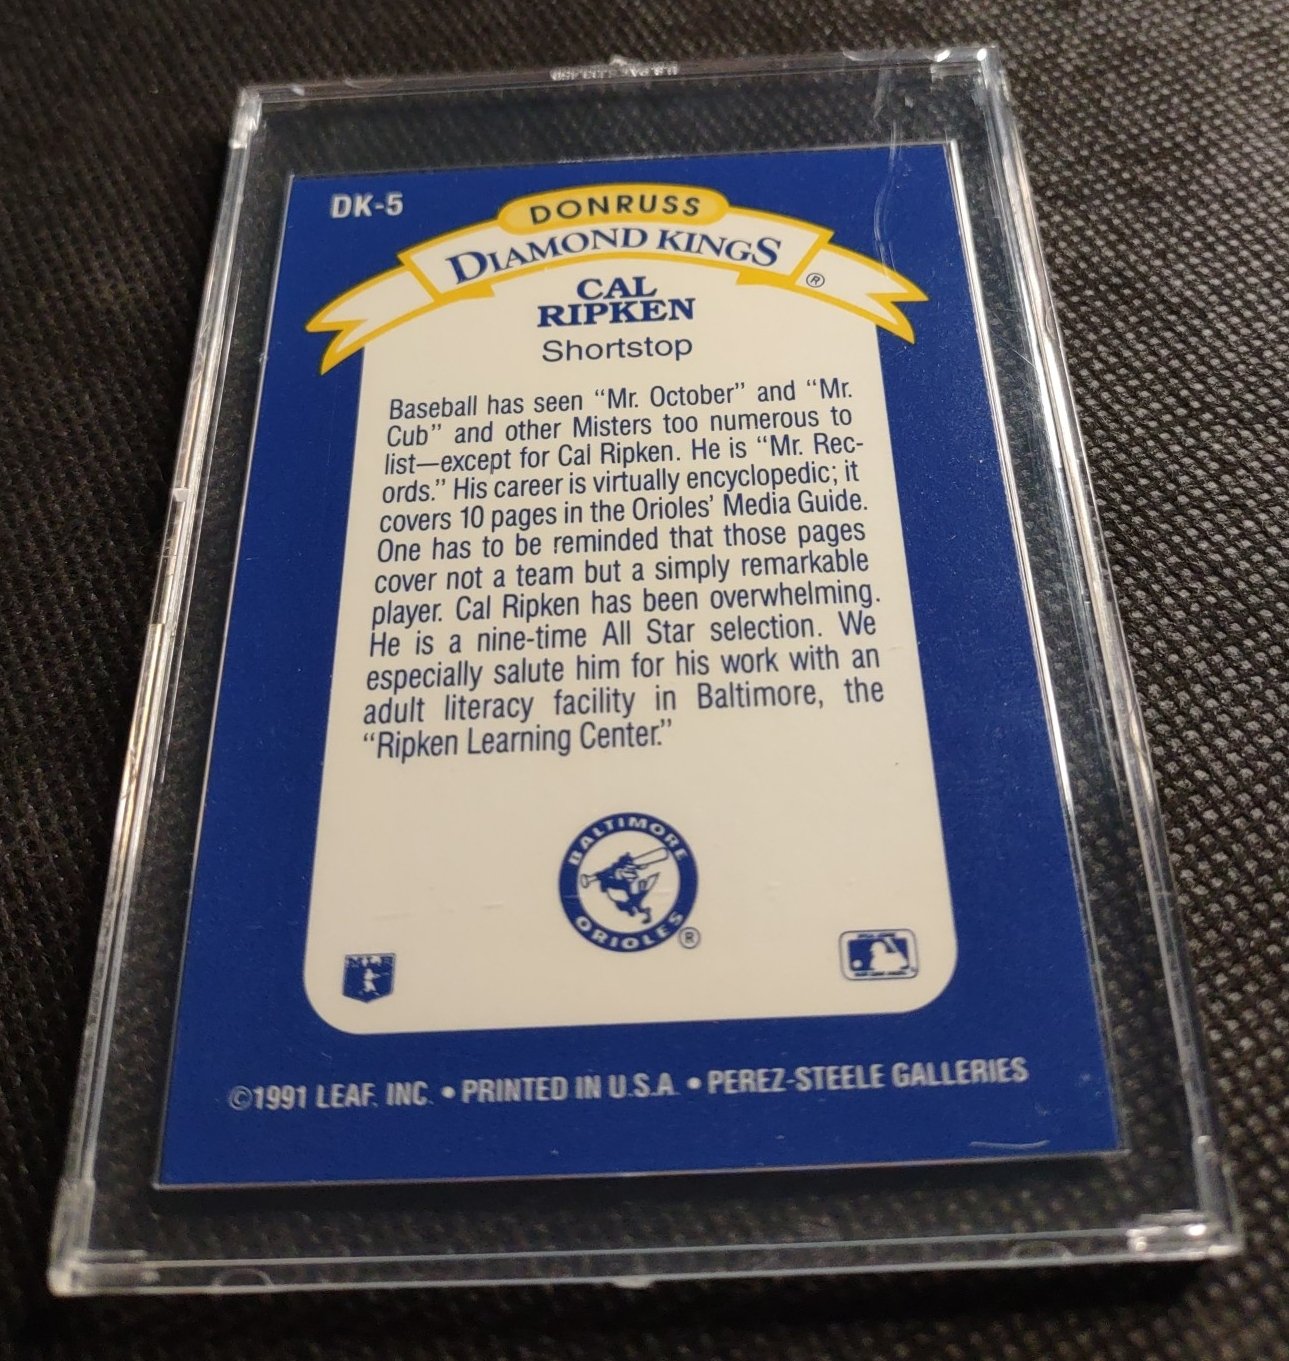 DK-5
DONRUSS
DIAMOND KINGS
®
CAL
RIPKEN
Shortstop
Baseball has seen “Mr. October” and “Mr.
Cub” and other Misters too numerous to
list—except for Cal Ripken. He is “Mr. Rec-
ords.” His career is virtually encyclopedic; it
covers 10 pages in the Orioles’ Media Guide.
One has to be reminded that those pages
cover not a team but a simply remarkable
player. Cal Ripken has been overwhelming.
He is a nine-time All Star selection. We
especially salute him for his work with an
adult literacy facility in Baltimore, the
“Ripken Learning Center.”
BALTIMORE
ORIOLES
®
©1991 LEAF, INC. • PRINTED IN U.S.A. • PEREZ-STEELE GALLERIES